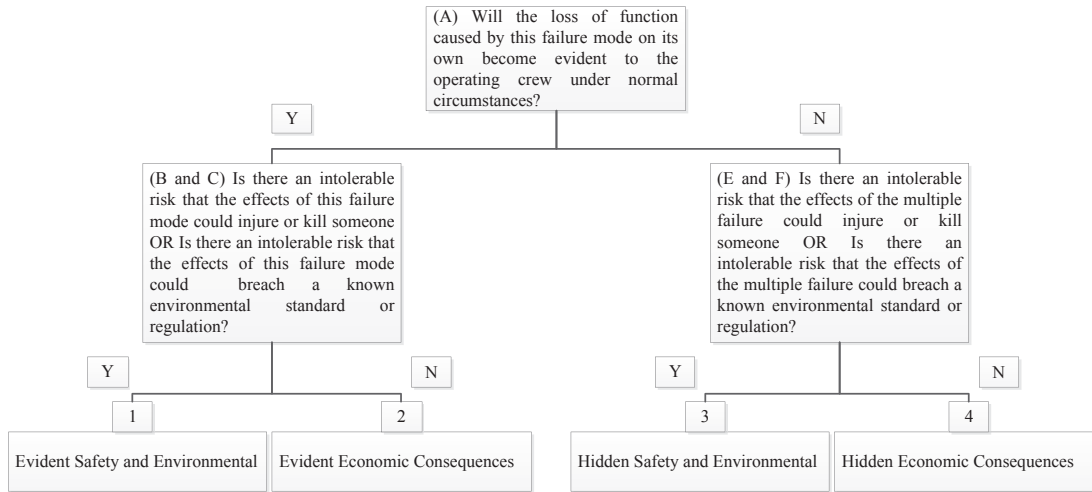 (A) Will the loss of function
caused by this failure mode on its
own become evident to the
operating crew under normal
circumstances?
Y
N
(B and C) Is there an intolerable
risk that the effects of this failure
mode could injure or kill someone
OR Is there an intolerable risk that
the effects of this failure mode
could breach a known
environmental standard or
regulation?
(E and F) Is there an intolerable
risk that the effects of the multiple
failure could injure or kill
someone OR Is there an
intolerable risk that the effects of
the multiple failure could breach a
known environmental standard or
regulation?
Y
N
Y
N
1
2
3
4
Evident Safety and Environmental
Evident Economic Consequences
Hidden Safety and Environmental
Hidden Economic Consequences